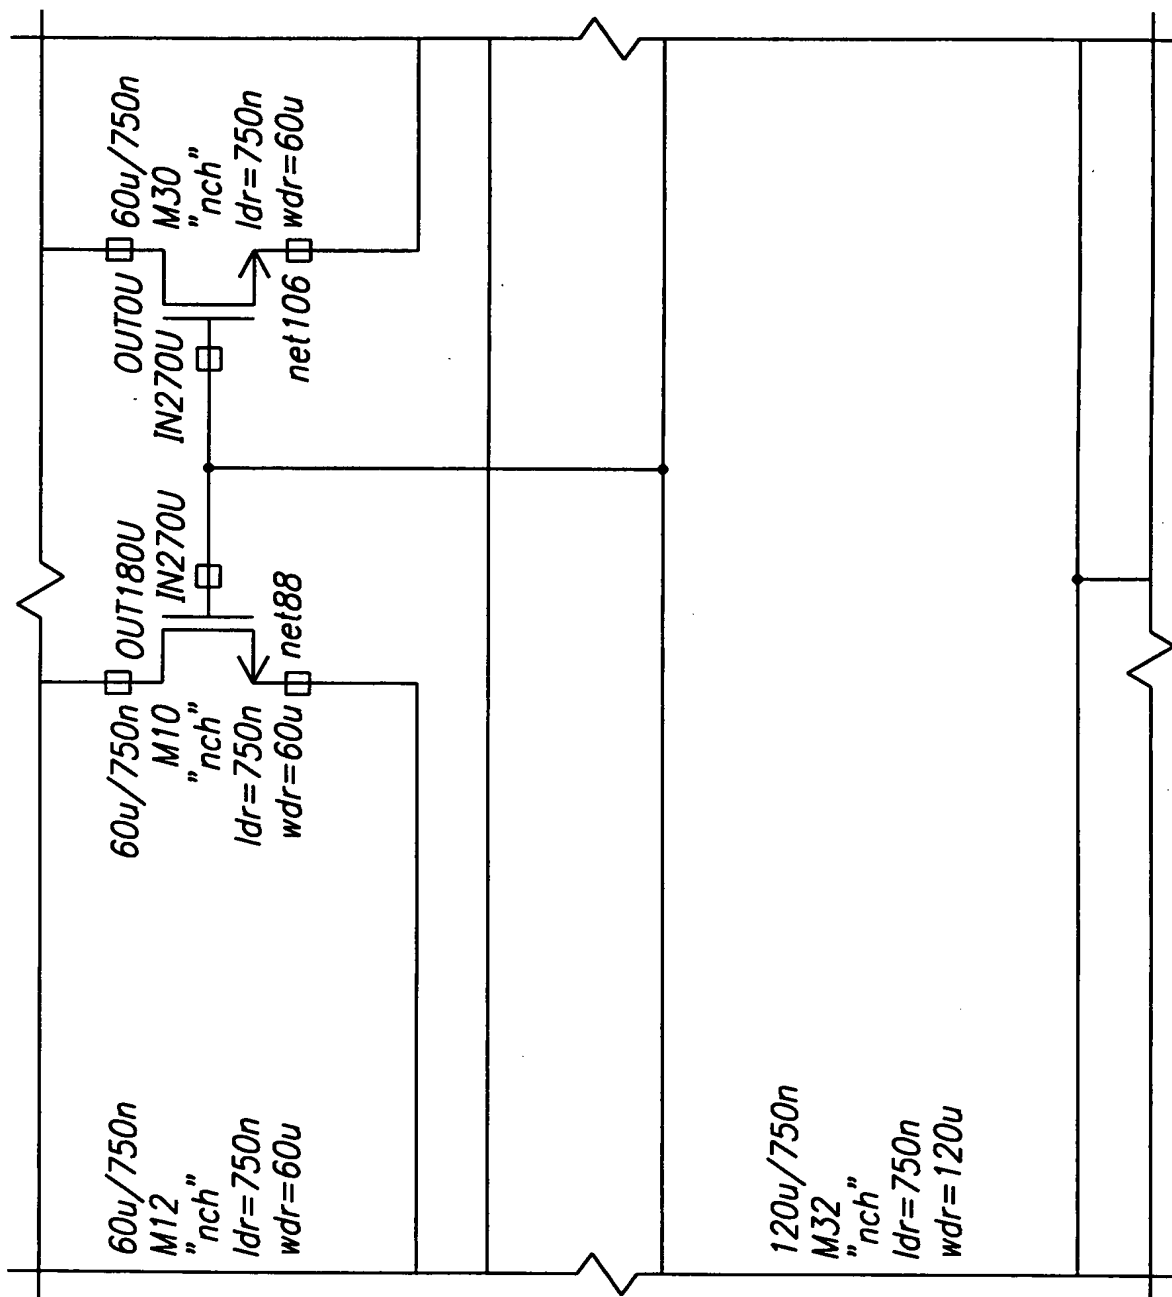 60u/750n
M12
"nch"
ldr=750n
wdr=60u
60u/750n
M10
"nch"
ldr=750n
wdr=60u
OUT180U
IN270U
net88
OUT0U
IN270U
net106
60u/750n
M30
"nch"
ldr=750n
wdr=60u
120u/750n
M32
"nch"
ldr=750n
wdr=120u